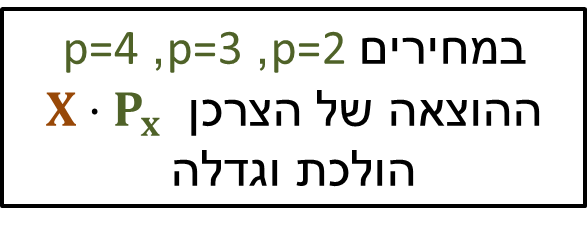 במחירים p=2, p=3, p=4
ההוצאה של הצרכן X · Pₓ
הולכת וגדלה